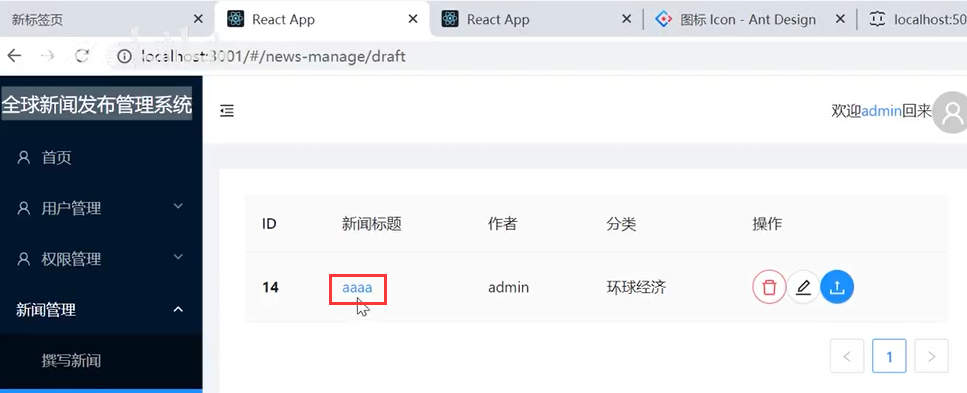 新标签页
React App
React App
图标 Icon - Ant Design
localhost:50
localhost:3001/#/news-manage/draft
全球新闻发布管理系统
欢迎admin回来
首页
用户管理
权限管理
新闻管理
撰写新闻
ID 新闻标题 作者 分类 操作
14 aaaa admin 环球经济
1